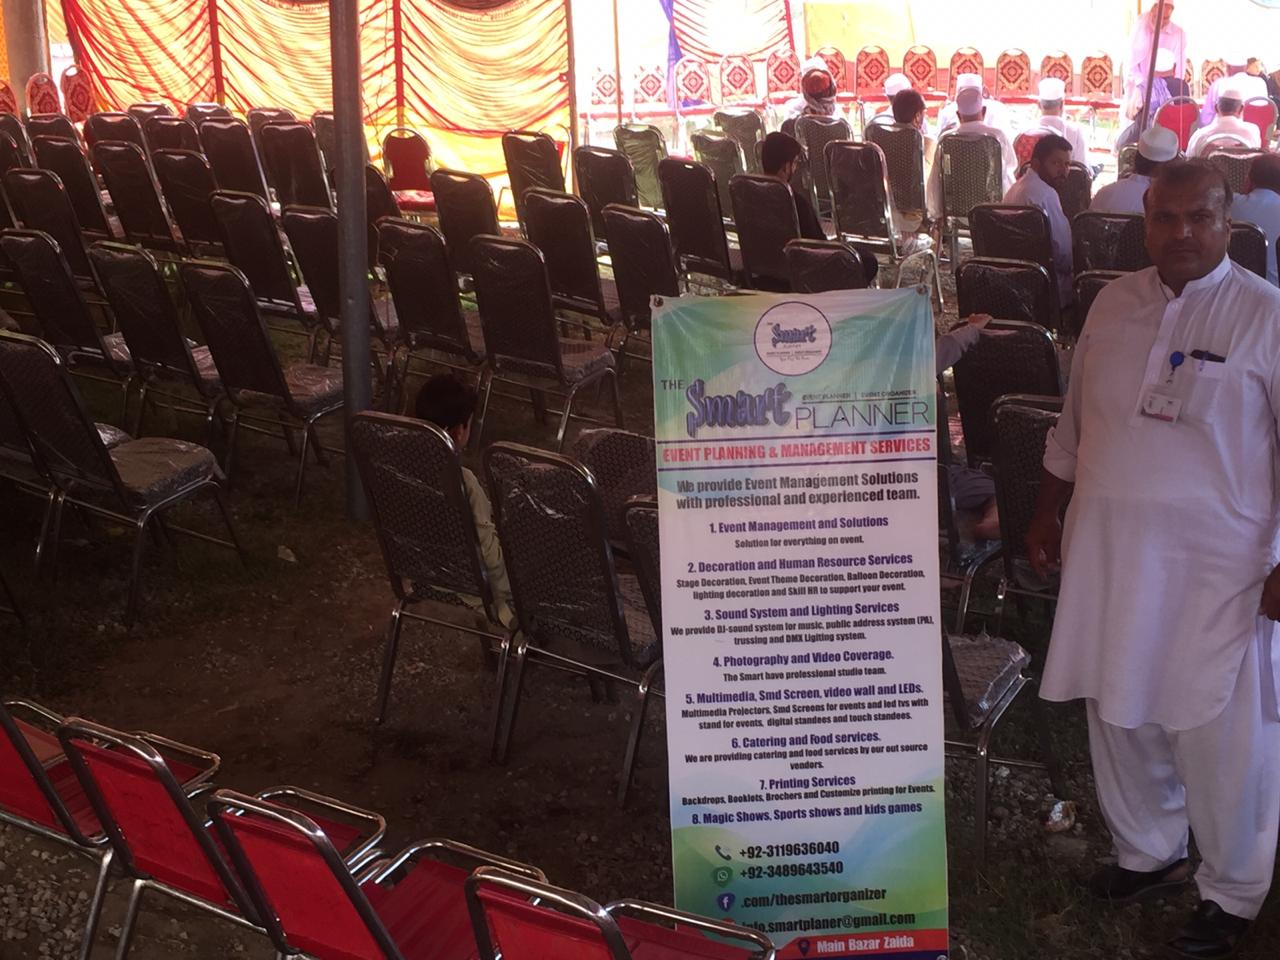 THE Smart PLANNER
EVENT PLANNER | EVENT ORGANIZER
EVENT PLANNING & MANAGEMENT SERVICES
We provide Event Management Solutions
with professional and experienced team.
1. Event Management and Solutions
Solution for everything on event.
2. Decoration and Human Resource Services
Stage Decoration, Event Theme Decoration, Balloon Decoration,
lighting decoration and Skill HR to support your event.
3. Sound System and Lighting Services
We provide DJ-sound system for music, public address system (PA),
trussing and DMX Ligiting system.
4. Photography and Video Coverage.
The Smart have professional studio team.
5. Multimedia, Smd Screen, video wall and LEDs.
Multimedia Projectors, Smd Screens for events and led tvs with
stand for events, digital standees and touch standees.
6. Catering and Food services.
We are providing catering and food services by our out source
vendors.
7. Printing Services
Backdrops, Booklets, Brochers and Customize printing for Events.
8. Magic Shows, Sports shows and kids games
+92-3119636040
+92-3489643540
.com/thesmartorganizer
info.smartplaner@gmail.com
Main Bazar Zaida